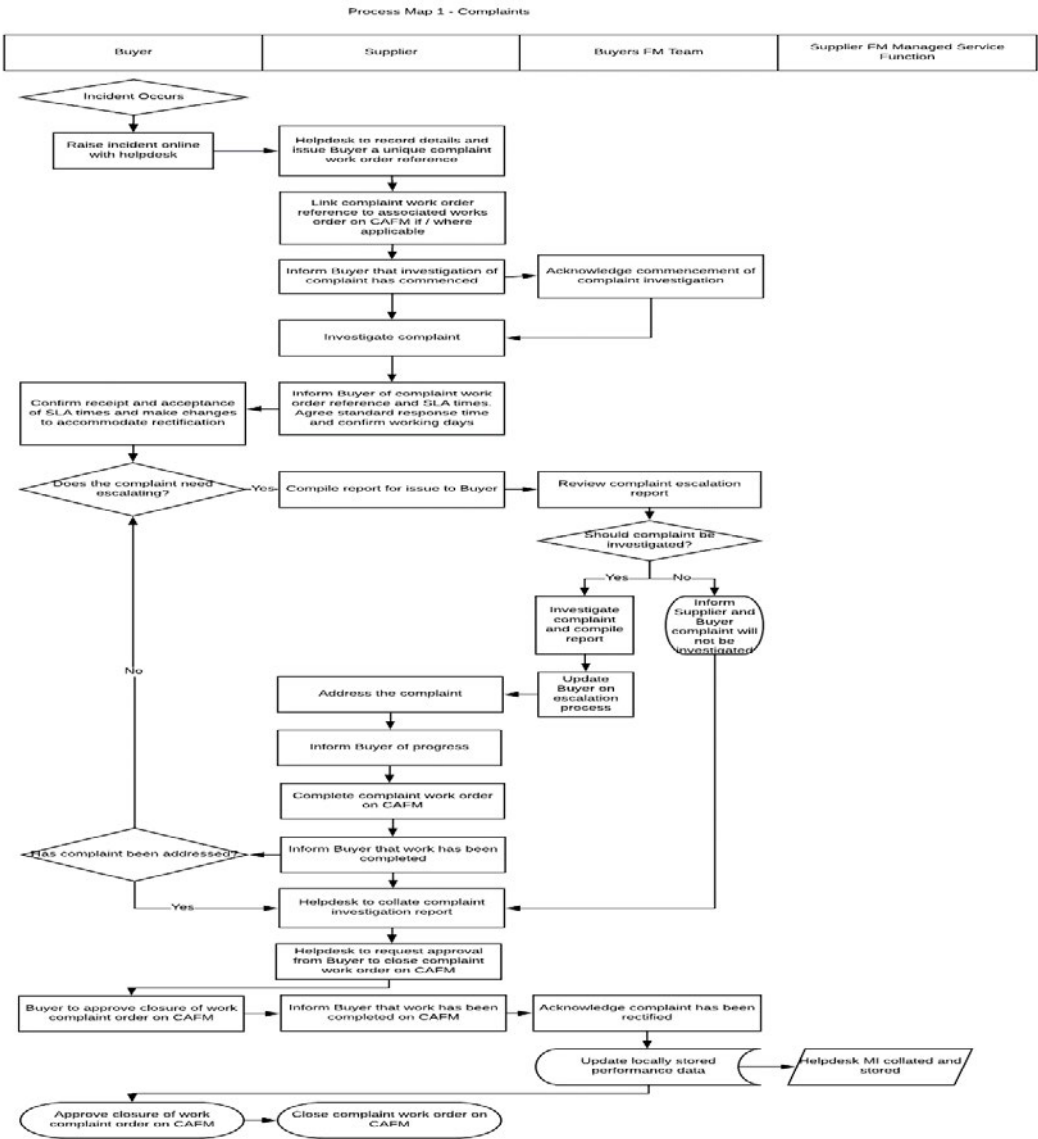 Process Map 1 - Complaints
Buyer
Supplier
Buyers FM Team
Supplier FM Managed Service
Function
Incident Occurs
Raise incident online
with helpdesk
Helpdesk to record details and
issue Buyer a unique complaint
work order reference
Link complaint work order
reference to associated works
order on CAFM if / where
applicable
Inform Buyer that investigation of
complaint has commenced
Acknowledge commencement of
complaint investigation
Investigate complaint
Confirm receipt and acceptance
of SLA times and make changes
to accommodate rectification
Inform Buyer of complaint work
order reference and SLA times.
Agree standard response time
and confirm working days
Does the complaint need
escalating?
Yes
Compile report for issue to Buyer
Review complaint escalation
report
Should complaint be
investigated?
Yes
No
Investigate
complaint
and compile
report
Inform
Supplier and
Buyer
complaint will
not be
investigated
No
Update
Buyer on
escalation
process
Address the complaint
Inform Buyer of progress
Complete complaint work order
on CAFM
Has complaint been addressed?
Inform Buyer that work has been
completed
Yes
Helpdesk to collate complaint
investigation report
Helpdesk to request approval
from Buyer to close complaint
work order on CAFM
Buyer to approve closure of work
complaint order on CAFM
Inform Buyer that work has been
completed on CAFM
Acknowledge complaint has been
rectified
Update locally stored
performance data
Helpdesk MI collated and
stored
Approve closure of work
complaint order on CAFM
Close complaint work order on
CAFM